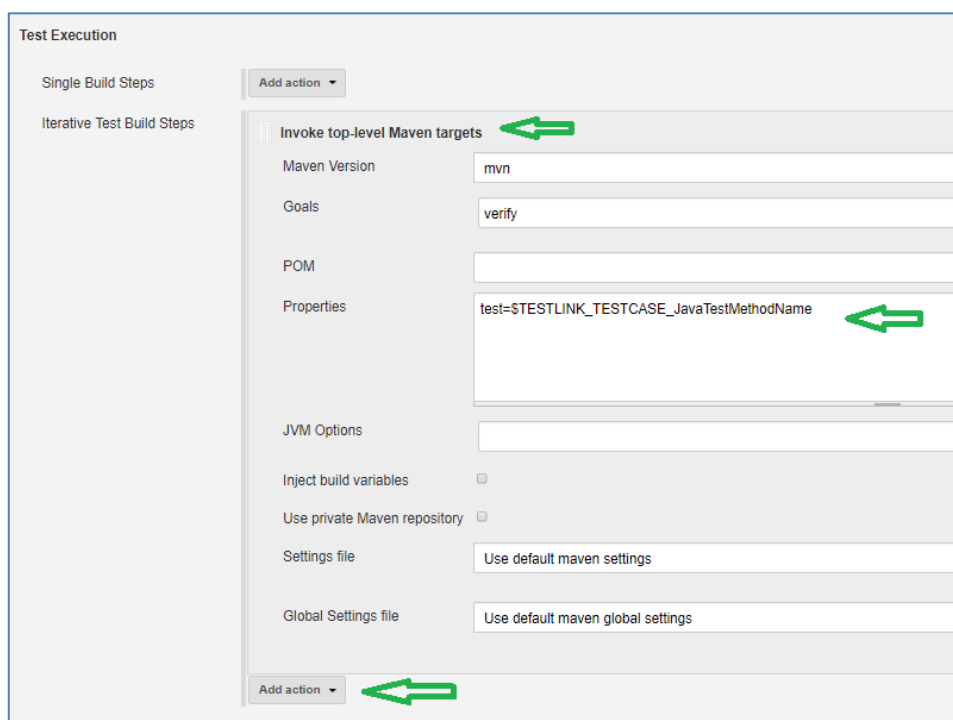 Test Execution
Single Build Steps
Add action
Iterative Test Build Steps
Invoke top-level Maven targets
Maven Version
mvn
Goals
verify
POM
Properties
test=$TESTLINK_TESTCASE_JavaTestMethodName
JVM Options
Inject build variables
Use private Maven repository
Settings file
Use default maven settings
Global Settings file
Use default maven global settings
Add action